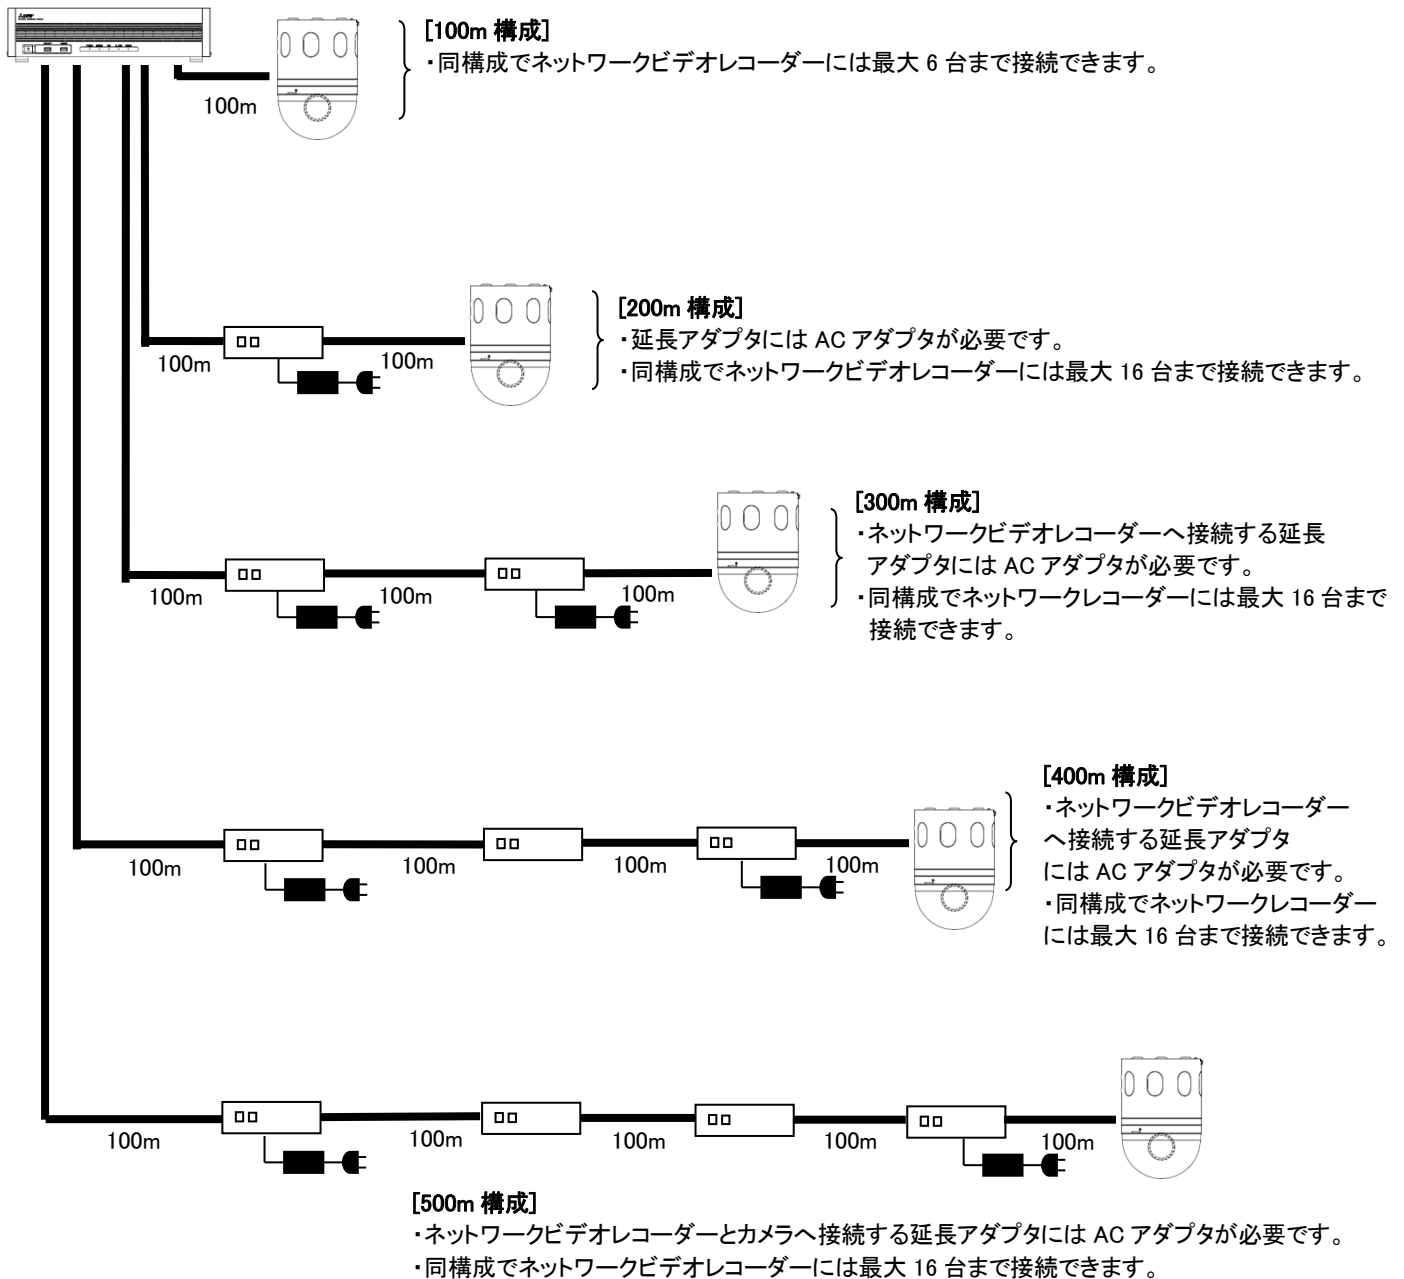 [100m 構成]
・同構成でネットワークビデオレコーダーには最大 6 台まで接続できます。
100m
[200m 構成]
・延長アダプタには AC アダプタが必要です。
・同構成でネットワークビデオレコーダーには最大 16 台まで接続できます。
100m
100m
[300m 構成]
・ネットワークビデオレコーダーへ接続する延長
アダプタには AC アダプタが必要です。
・同構成でネットワークレコーダーには最大 16 台まで
接続できます。
100m
100m
100m
[400m 構成]
・ネットワークビデオレコーダー
へ接続する延長アダプタ
には AC アダプタが必要です。
・同構成でネットワークレコーダー
には最大 16 台まで接続できます。
100m
100m
100m
100m
100m
100m
100m
100m
100m
[500m 構成]
・ネットワークビデオレコーダーとカメラへ接続する延長アダプタには AC アダプタが必要です。
・同構成でネットワークビデオレコーダーには最大 16 台まで接続できます。